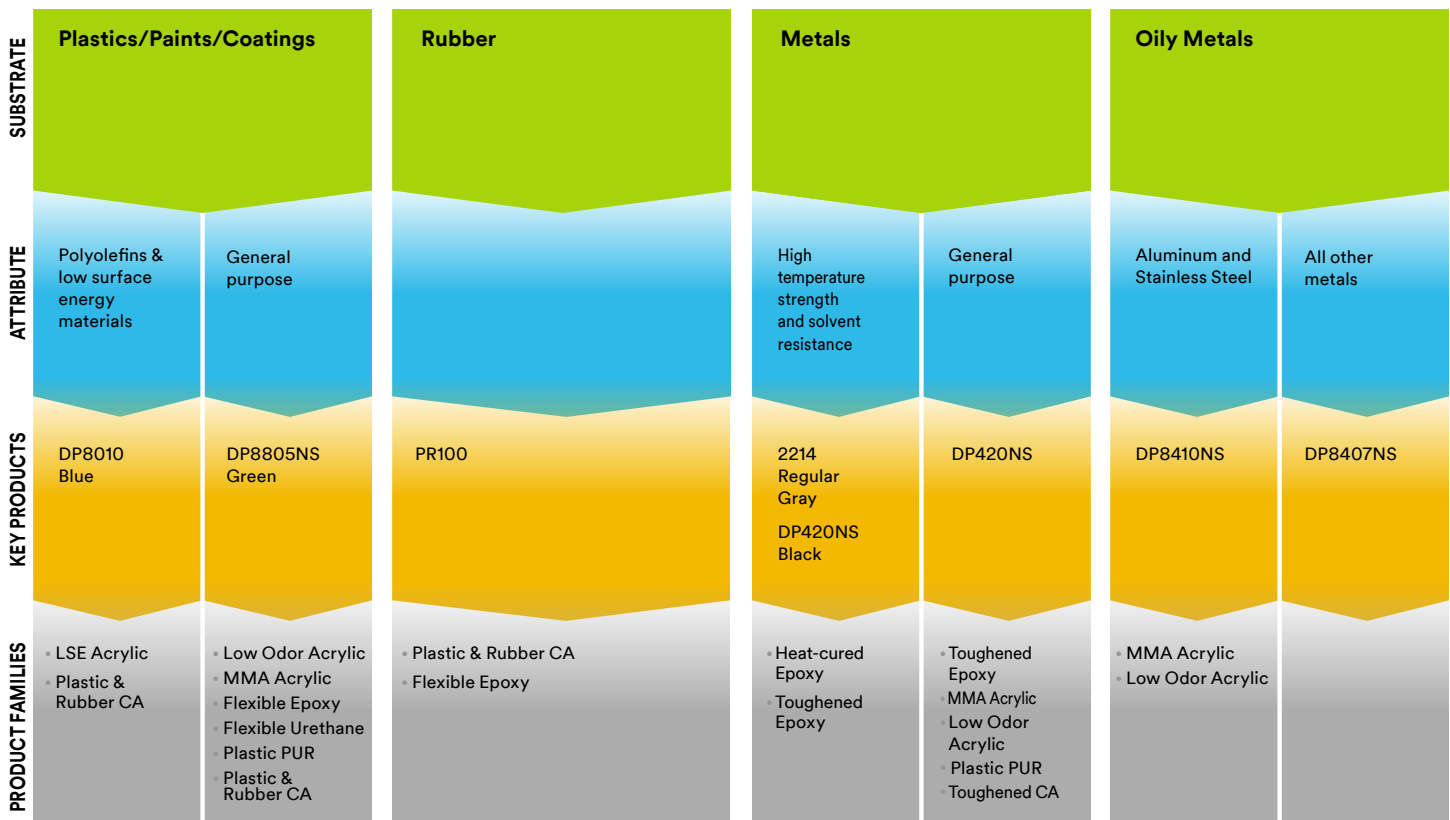 SUBSTRATE
Plastics/Paints/Coatings
Rubber
Metals
Oily Metals
ATTRIBUTE
Polyolefins &
low surface
energy
materials
General
purpose
High
temperature
strength
and solvent
resistance
General
purpose
Aluminum and
Stainless Steel
All other
metals
KEY PRODUCTS
DP8010
Blue
DP8805NS
Green
PR100
2214
Regular
Gray
DP420NS
Black
DP420NS
DP8410NS
DP8407NS
PRODUCT FAMILIES
• LSE Acrylic
• Plastic &
Rubber CA
• Low Odor Acrylic
• MMA Acrylic
• Flexible Epoxy
• Flexible Urethane
• Plastic PUR
• Plastic &
Rubber CA
• Plastic & Rubber CA
• Flexible Epoxy
• Heat-cured
Epoxy
• Toughened
Epoxy
• Toughened
Epoxy
• MMA Acrylic
• Low Odor
Acrylic
• Plastic PUR
• Toughened CA
• MMA Acrylic
• Low Odor Acrylic